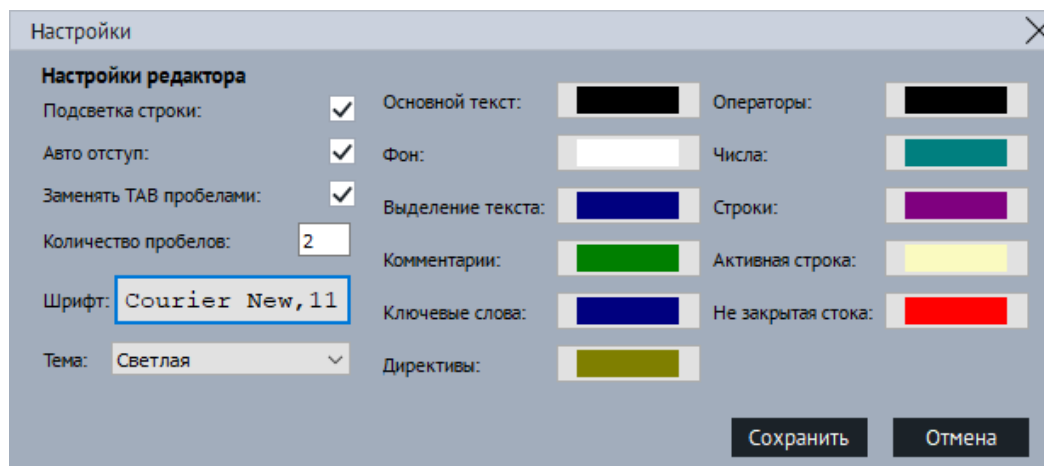 Настройки
Настройки редактора
Подсветка строки:
Авто отступ:
Заменять TAB пробелами:
Количество пробелов: 2
Шрифт: Courier New,11
Тема: Светлая
Основной текст:
Фон:
Выделение текста:
Комментарии:
Ключевые слова:
Директивы:
Операторы:
Числа:
Строки:
Активная строка:
Не закрытая стока:
Сохранить Отмена